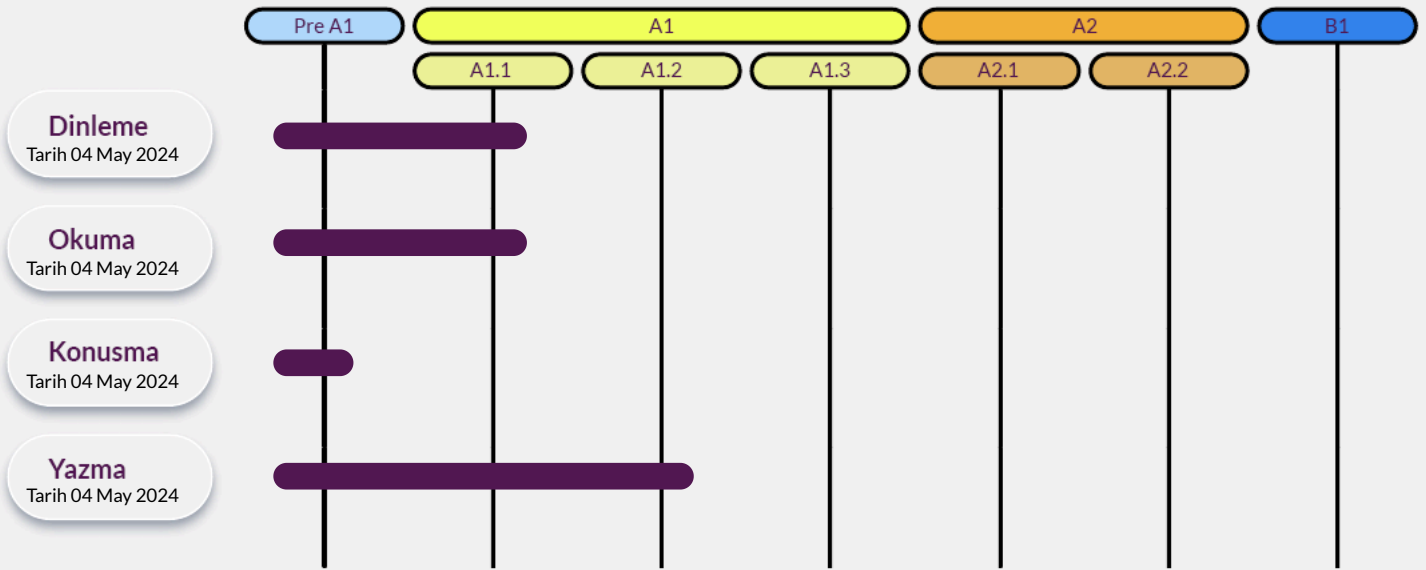 Pre A1 A1 A2 B1
A1.1 A1.2 A1.3 A2.1 A2.2
Dinleme
Tarih 04 May 2024
Okuma
Tarih 04 May 2024
Konusma
Tarih 04 May 2024
Yazma
Tarih 04 May 2024